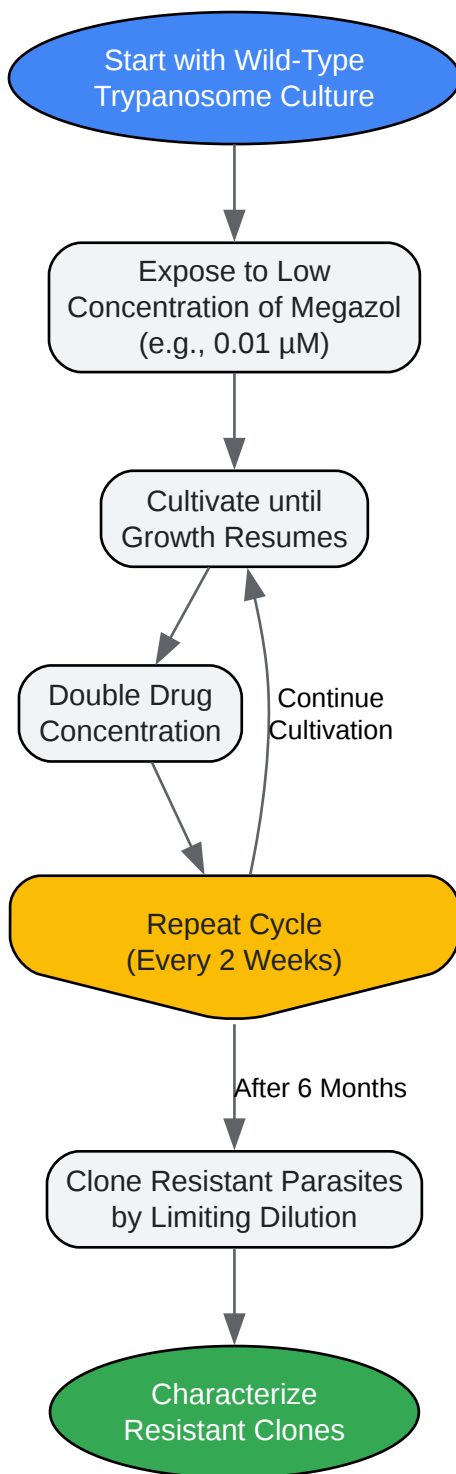 Start with Wild-Type
Trypanosome Culture
Expose to Low
Concentration of Megazol
(e.g., 0.01 µM)
Cultivate until
Growth Resumes
Double Drug
Concentration
Continue
Cultivation
Repeat Cycle
(Every 2 Weeks)
After 6 Months
Clone Resistant Parasites
by Limiting Dilution
Characterize
Resistant Clones